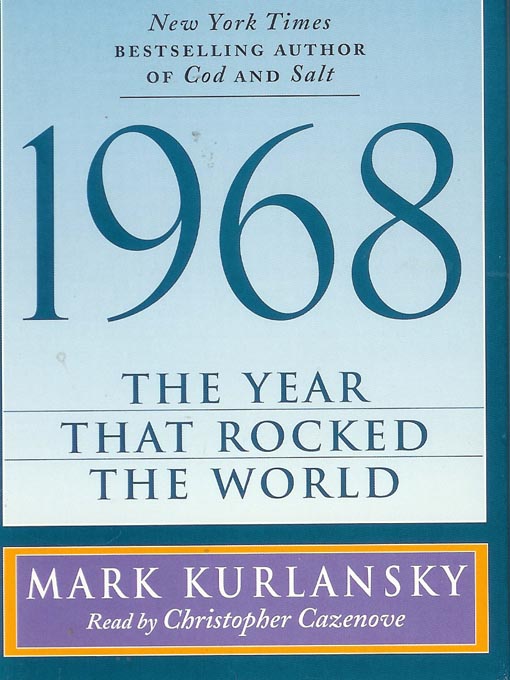 New York Times
BESTSELLING AUTHOR
OF Cod AND Salt
1968
THE YEAR
THAT ROCKED
THE WORLD
MARK KURLANSKY
Read by Christopher Cazenove